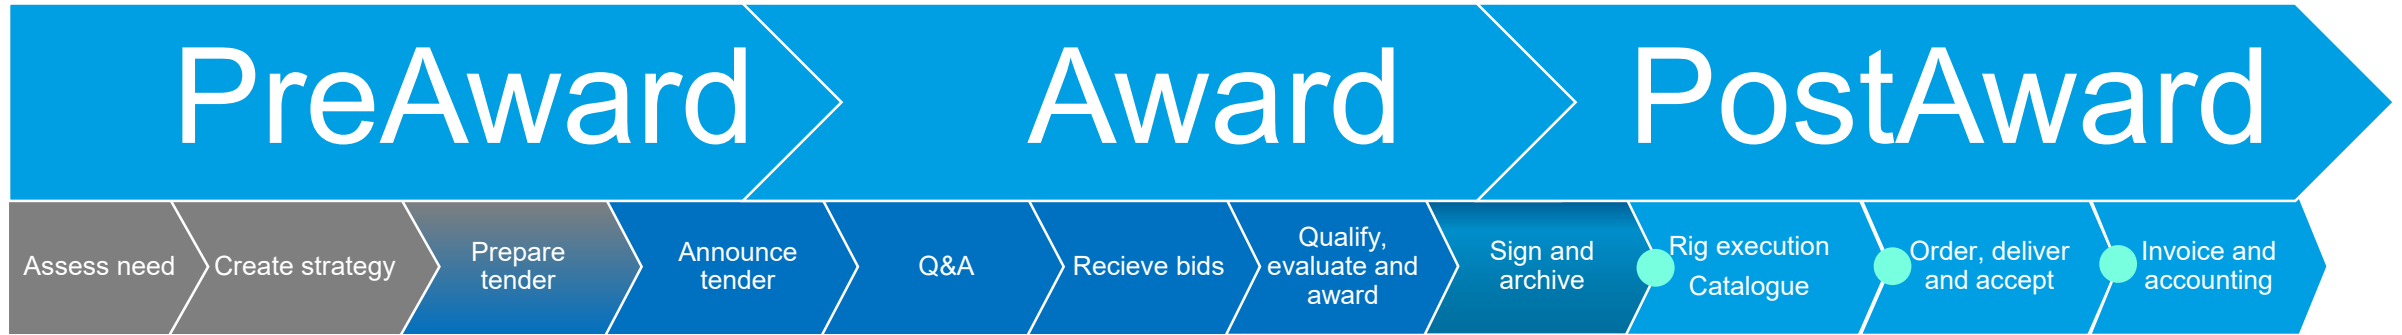 PreAward
Award
PostAward
Assess need
Create strategy
Prepare
tender
Announce
tender
Q&A
Recieve bids
Qualify,
evaluate and
award
Sign and
archive
Rig execution
Catalogue
Order, deliver
and accept
Invoice and
accounting